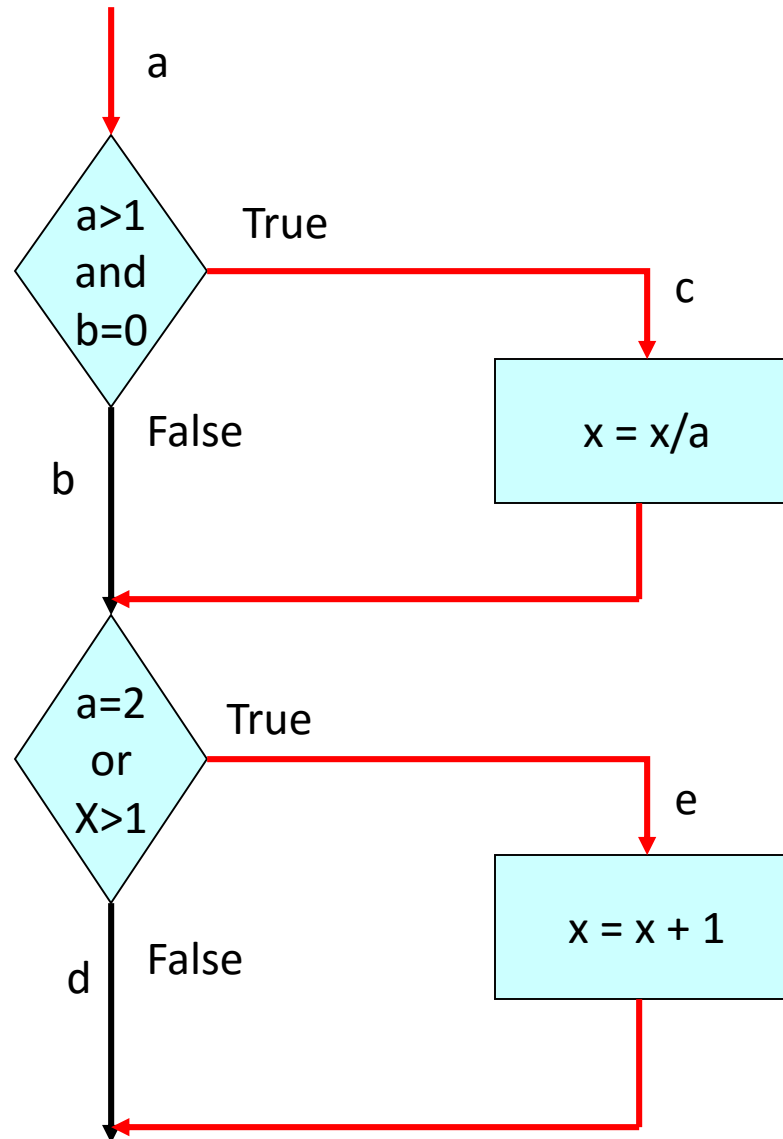 a
a>1
and
b=0
True
c
x = x/a
False
b
a=2
or
X>1
True
e
x = x + 1
False
d